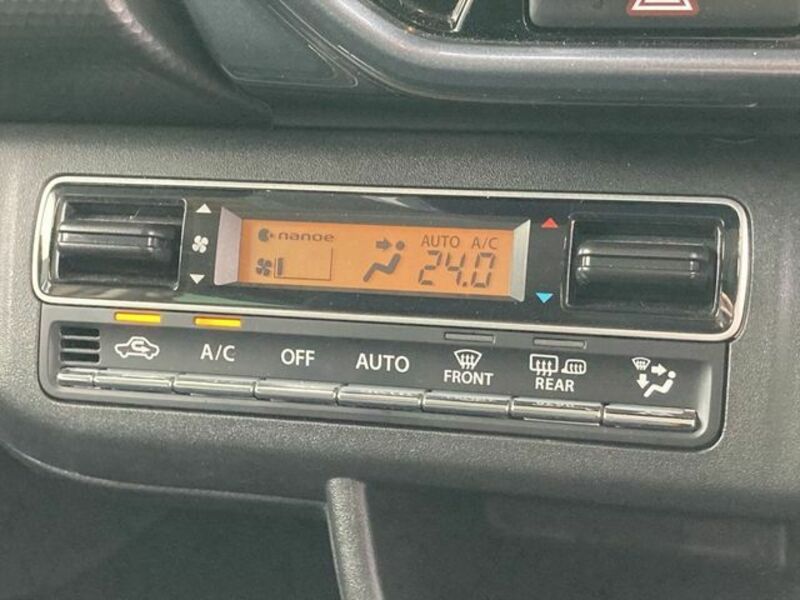 nanoe
AUTO A/C
24.0
A/C OFF AUTO FRONT REAR